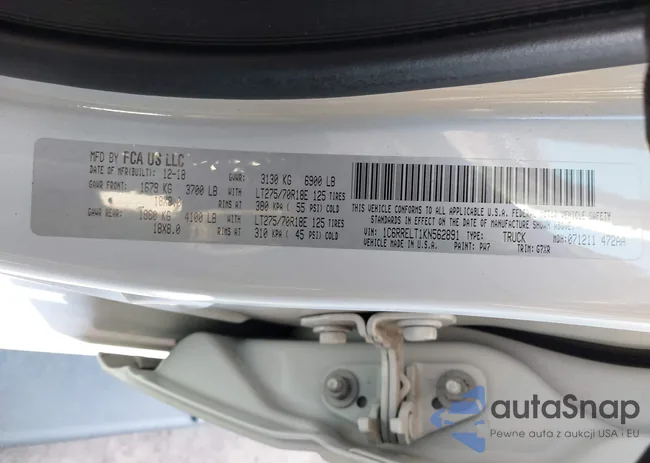 MFD BY FCA US LLC
DATE OF MFR(BUILT): 12-18 GVWR: 3130 KG 6900 LB
GAWR FRONT: 1679 KG 3700 LB WITH LT275/70R18E 125 TIRES
18X8.0 RIMS AT 380 KPA ( 55 PSI) COLD
GAWR REAR: 1860 KG 4100 LB WITH LT275/70R18E 125 TIRES
18X8.0 RIMS AT 310 KPA ( 45 PSI) COLD
THIS VEHICLE CONFORMS TO ALL APPLICABLE U.S.A. FEDERAL MOTOR VEHICLE SAFETY
STANDARDS IN EFFECT ON THE DATE OF MANUFACTURE SHOWN ABOVE
VIN: 1C6RRELT1KN562891 TYPE: TRUCK MDH: 071211 472AA
VEHICLE MADE IN U.S.A. PAINT: PW7 TRIM: G7XR
autaSnap
Pewne auta z aukcji USA i EU